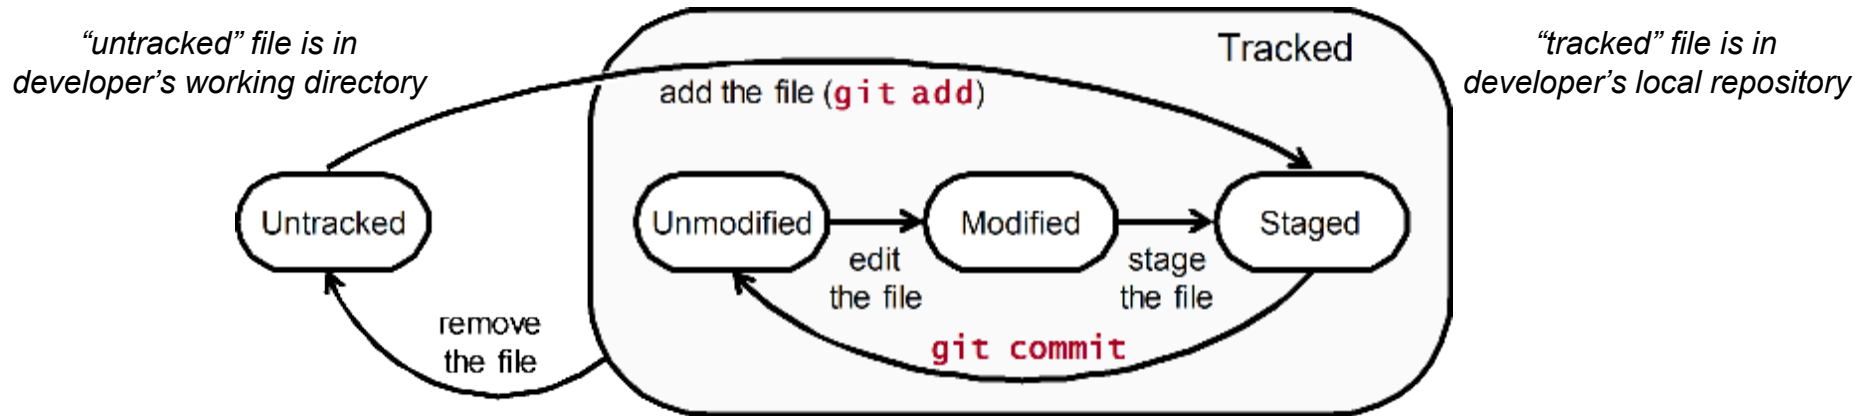 “untracked” file is in
developer’s working directory
Tracked
“tracked” file is in
developer’s local repository
add the file (git add)
Untracked
Unmodified
Modified
Staged
edit
the file
stage
the file
remove
the file
git commit